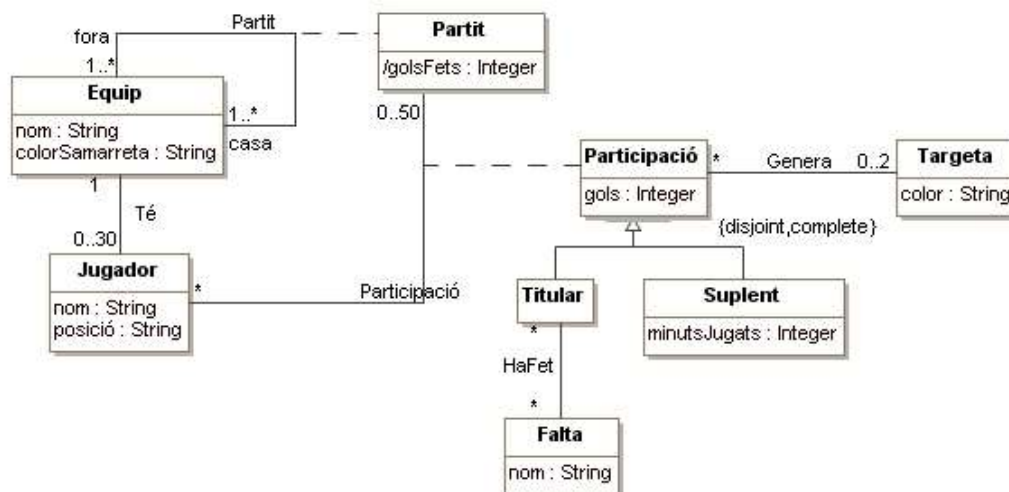 Partit
fora
1..*
Partit
/golsFets : Integer
0..50
Equip
nom : String
colorSamarreta : String
1..*
casa
1
Té
0..30
Jugador
nom : String
posició : String
*
Participació
Participació
gols : Integer
*
Genera
0..2
Targeta
color : String
{disjoint,complete}
Titular
Suplent
minutsJugats : Integer
*
HaFet
*
Falta
nom : String